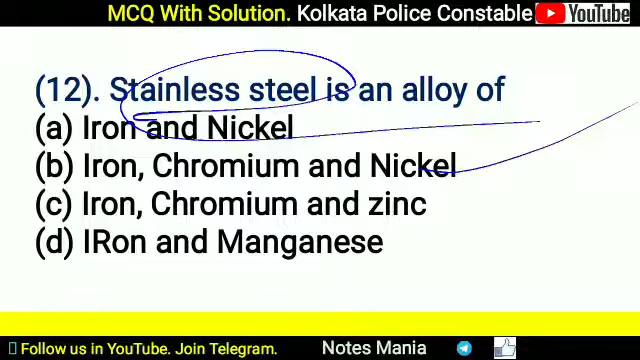 MCQ With Solution. Kolkata Police Constable YouTube
(12). Stainless steel is an alloy of
(a) Iron and Nickel
(b) Iron, Chromium and Nickel
(c) Iron, Chromium and zinc
(d) IRon and Manganese
Follow us in YouTube. Join Telegram. Notes Mania